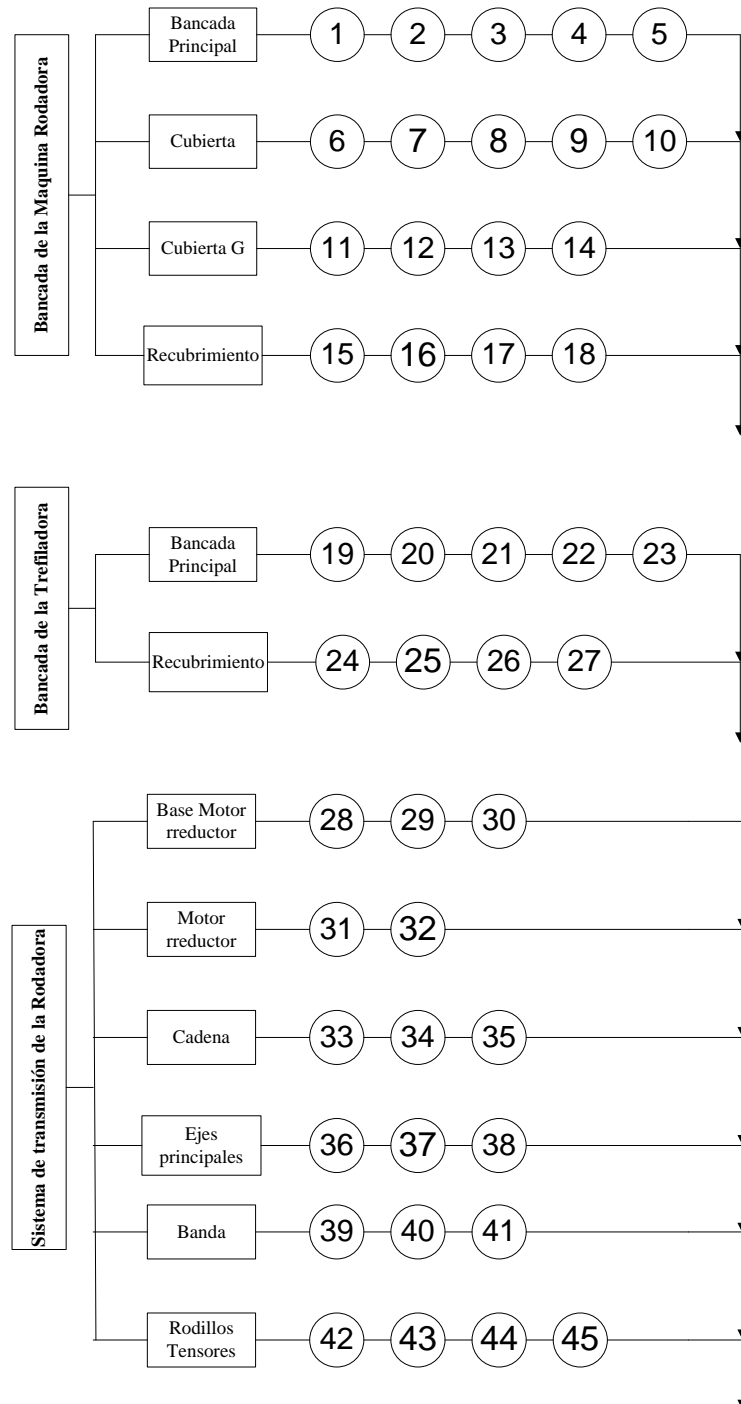 Bancada de la Maquina Rodadora
Bancada
Principal
1 2 3 4 5
Cubierta
6 7 8 9 10
Cubierta G
11 12 13 14
Recubrimiento
15 16 17 18
Bancada de la Trefiladora
Bancada
Principal
19 20 21 22 23
Recubrimiento
24 25 26 27
Sistema de transmisión de la Rodadora
Base Motor
rreductor
28 29 30
Motor
rreductor
31 32
Cadena
33 34 35
Ejes
principales
36 37 38
Banda
39 40 41
Rodillos
Tensores
42 43 44 45